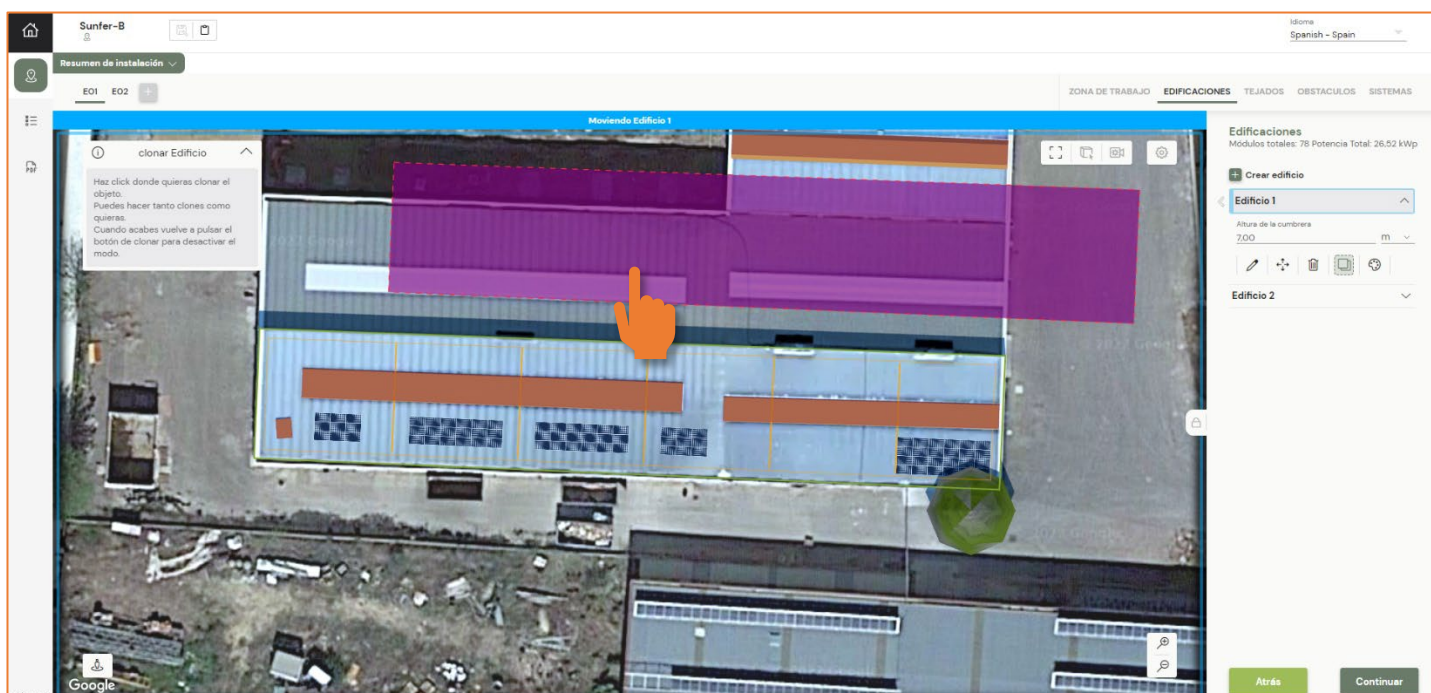 Sunfer-B
Idioma
Spanish - Spain
Resumen de instalación
E01 E02 +
ZONA DE TRABAJO EDIFICACIONES TEJADOS OBSTACULOS SISTEMAS
Moviendo Edificio 1
clonar Edificio
Haz click donde quieras clonar el
objeto.
Puedes hacer tanto clones como
quieras.
Cuando acabes vuelve a pulsar el
botón de clonar para desactivar el
modo.
Edificaciones
Módulos totales: 78 Potencia Total: 26,52 kWp
Crear edificio
Edificio 1
Altura de la cumbrera
7,00 m
Edificio 2
PDF
Google
Atrás Continuar